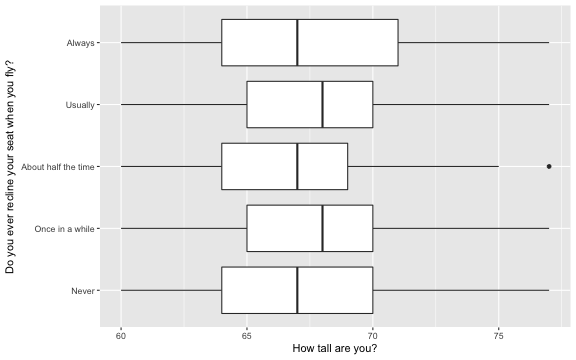 Do you ever recline your seat when you fly?
Always
Usually
About half the time
Once in a while
Never
60
65
70
75
How tall are you?